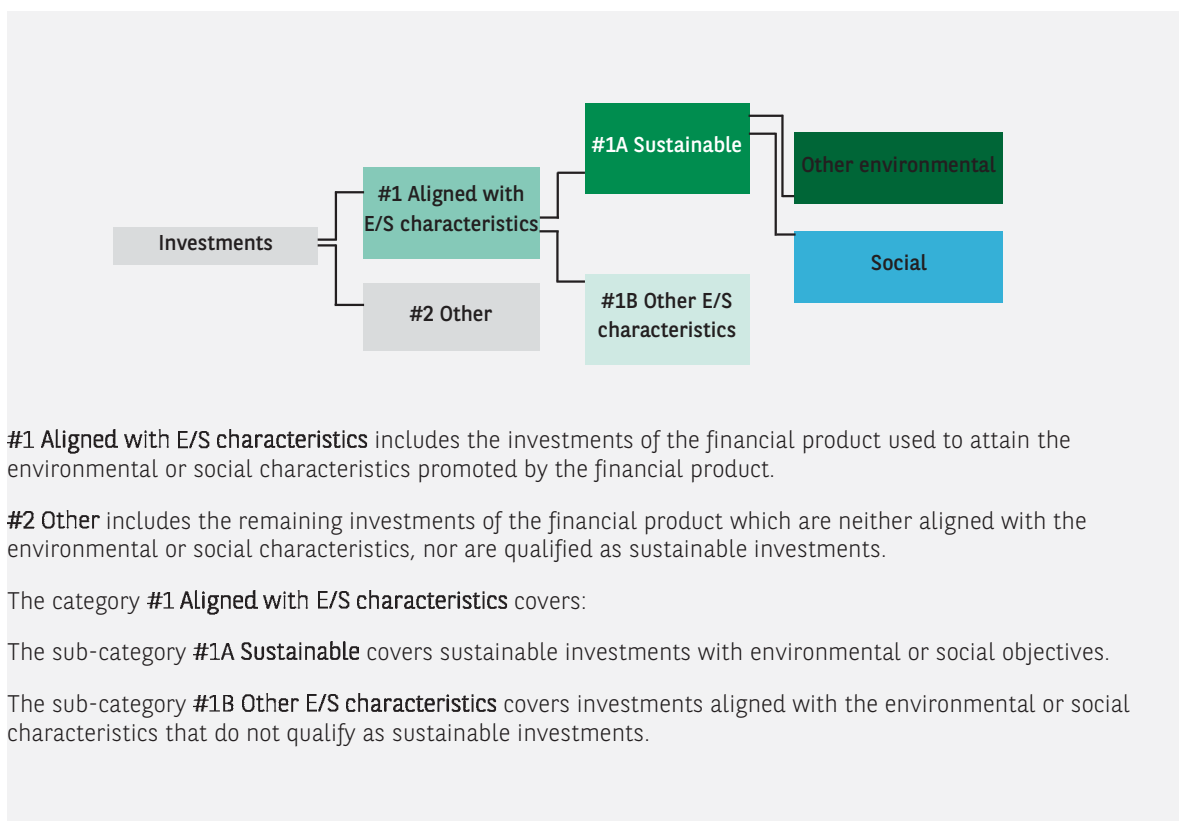 #1A Sustainable
Other environmental
#1 Aligned with
E/S characteristics
Investments
Social
#2 Other
#1B Other E/S
characteristics
#1 Aligned with E/S characteristics includes the investments of the financial product used to attain the
environmental or social characteristics promoted by the financial product.
#2 Other includes the remaining investments of the financial product which are neither aligned with the
environmental or social characteristics, nor are qualified as sustainable investments.
The category #1 Aligned with E/S characteristics covers:
The sub-category #1A Sustainable covers sustainable investments with environmental or social objectives.
The sub-category #1B Other E/S characteristics covers investments aligned with the environmental or social
characteristics that do not qualify as sustainable investments.